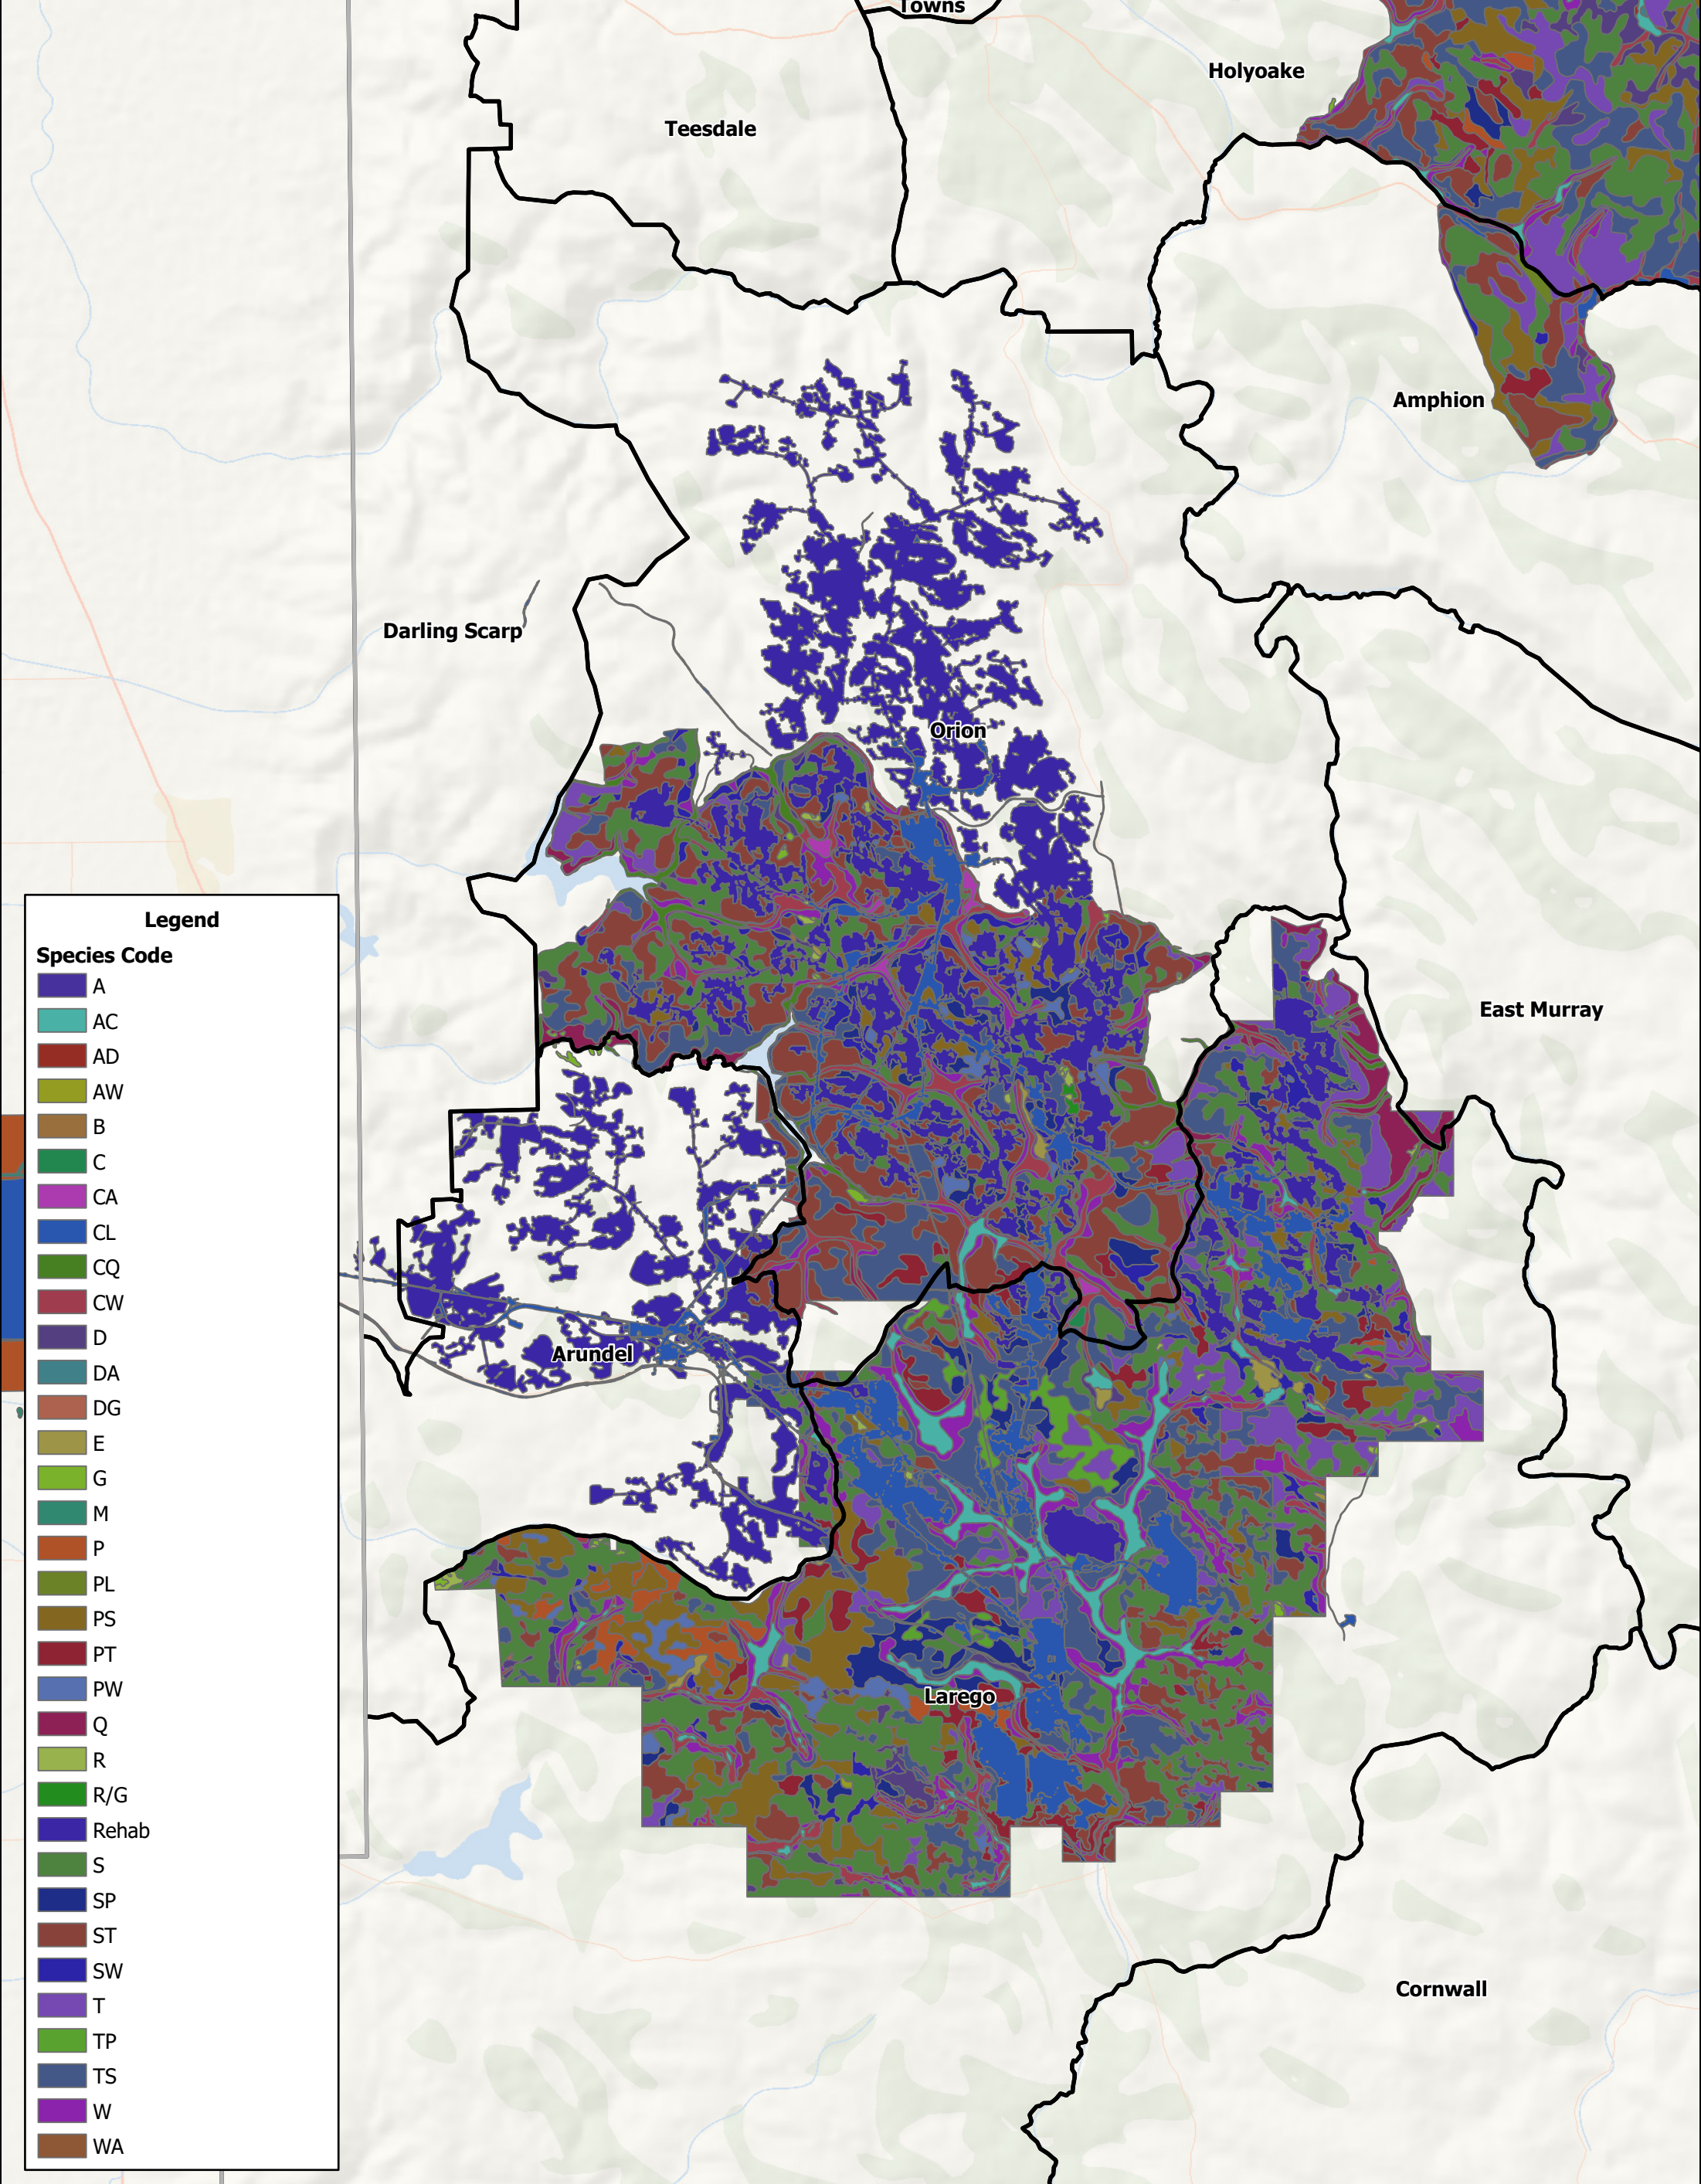 Towns
Holyoake
Teesdale
Amphion
Darling Scarp
Orion
East Murray
Arundel
Larego
Cornwall
Legend
Species Code
A
AC
AD
AW
B
C
CA
CL
CQ
CW
D
DA
DG
E
G
M
P
PL
PS
PT
PW
Q
R
R/G
Rehab
S
SP
ST
SW
T
TP
TS
W
WA